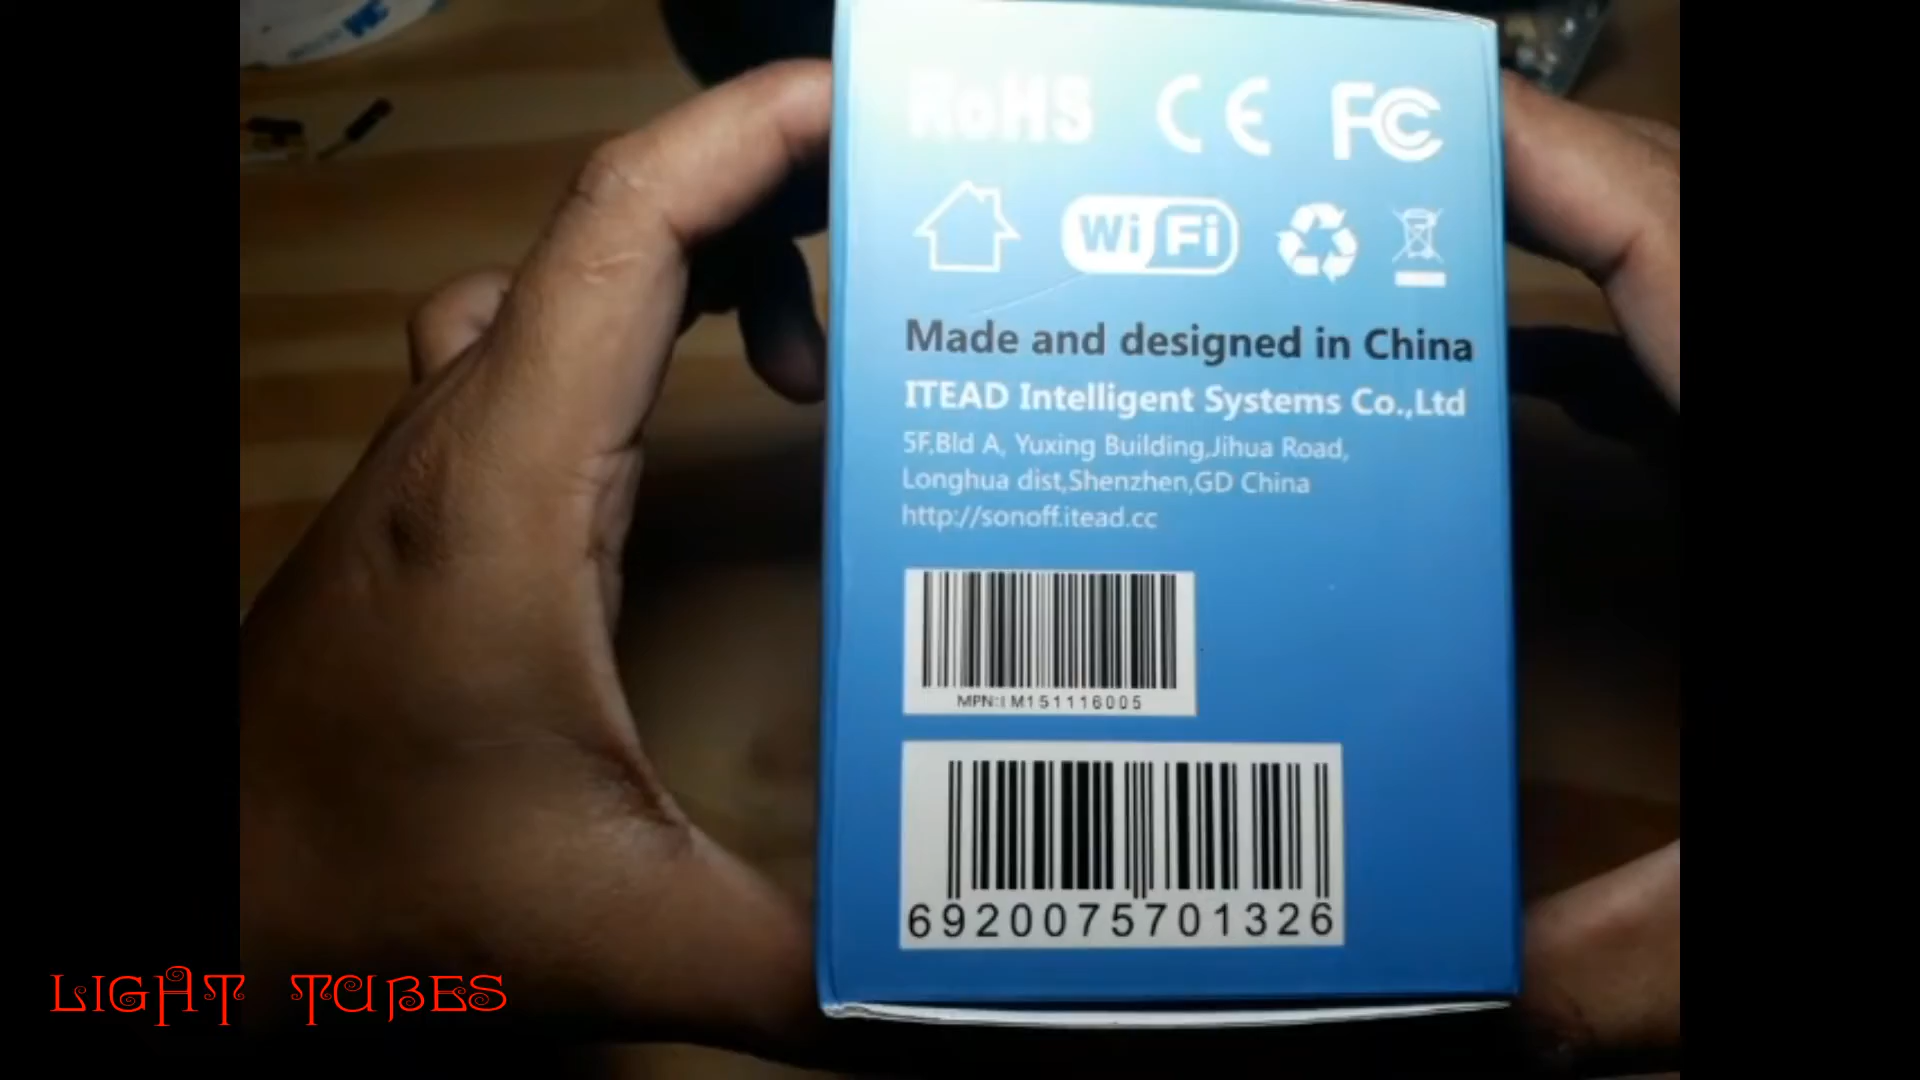 RoHS CE FC
WiFi
Made and designed in China
ITEAD Intelligent Systems Co.,Ltd
5F,Bld A, Yuxing Building,Jihua Road,
Longhua dist,Shenzhen,GD China
http://sonoff.itead.cc
MPN:IM151116005
6920075701326
LIGHT TUBES